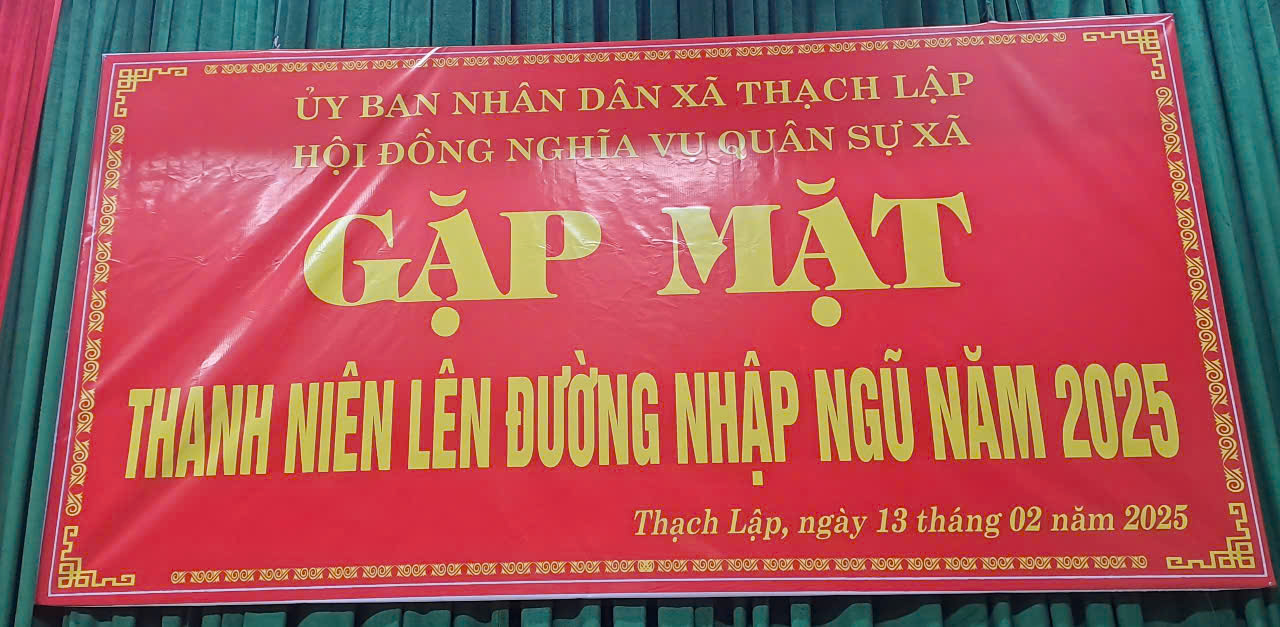 ỦY BAN NHÂN DÂN XÃ THẠCH LẬP
HỘI ĐỒNG NGHĨA VỤ QUÂN SỰ XÃ
GẶP MẶT
THANH NIÊN LÊN ĐƯỜNG NHẬP NGŨ NĂM 2025
Thạch Lập, ngày 13 tháng 02 năm 2025